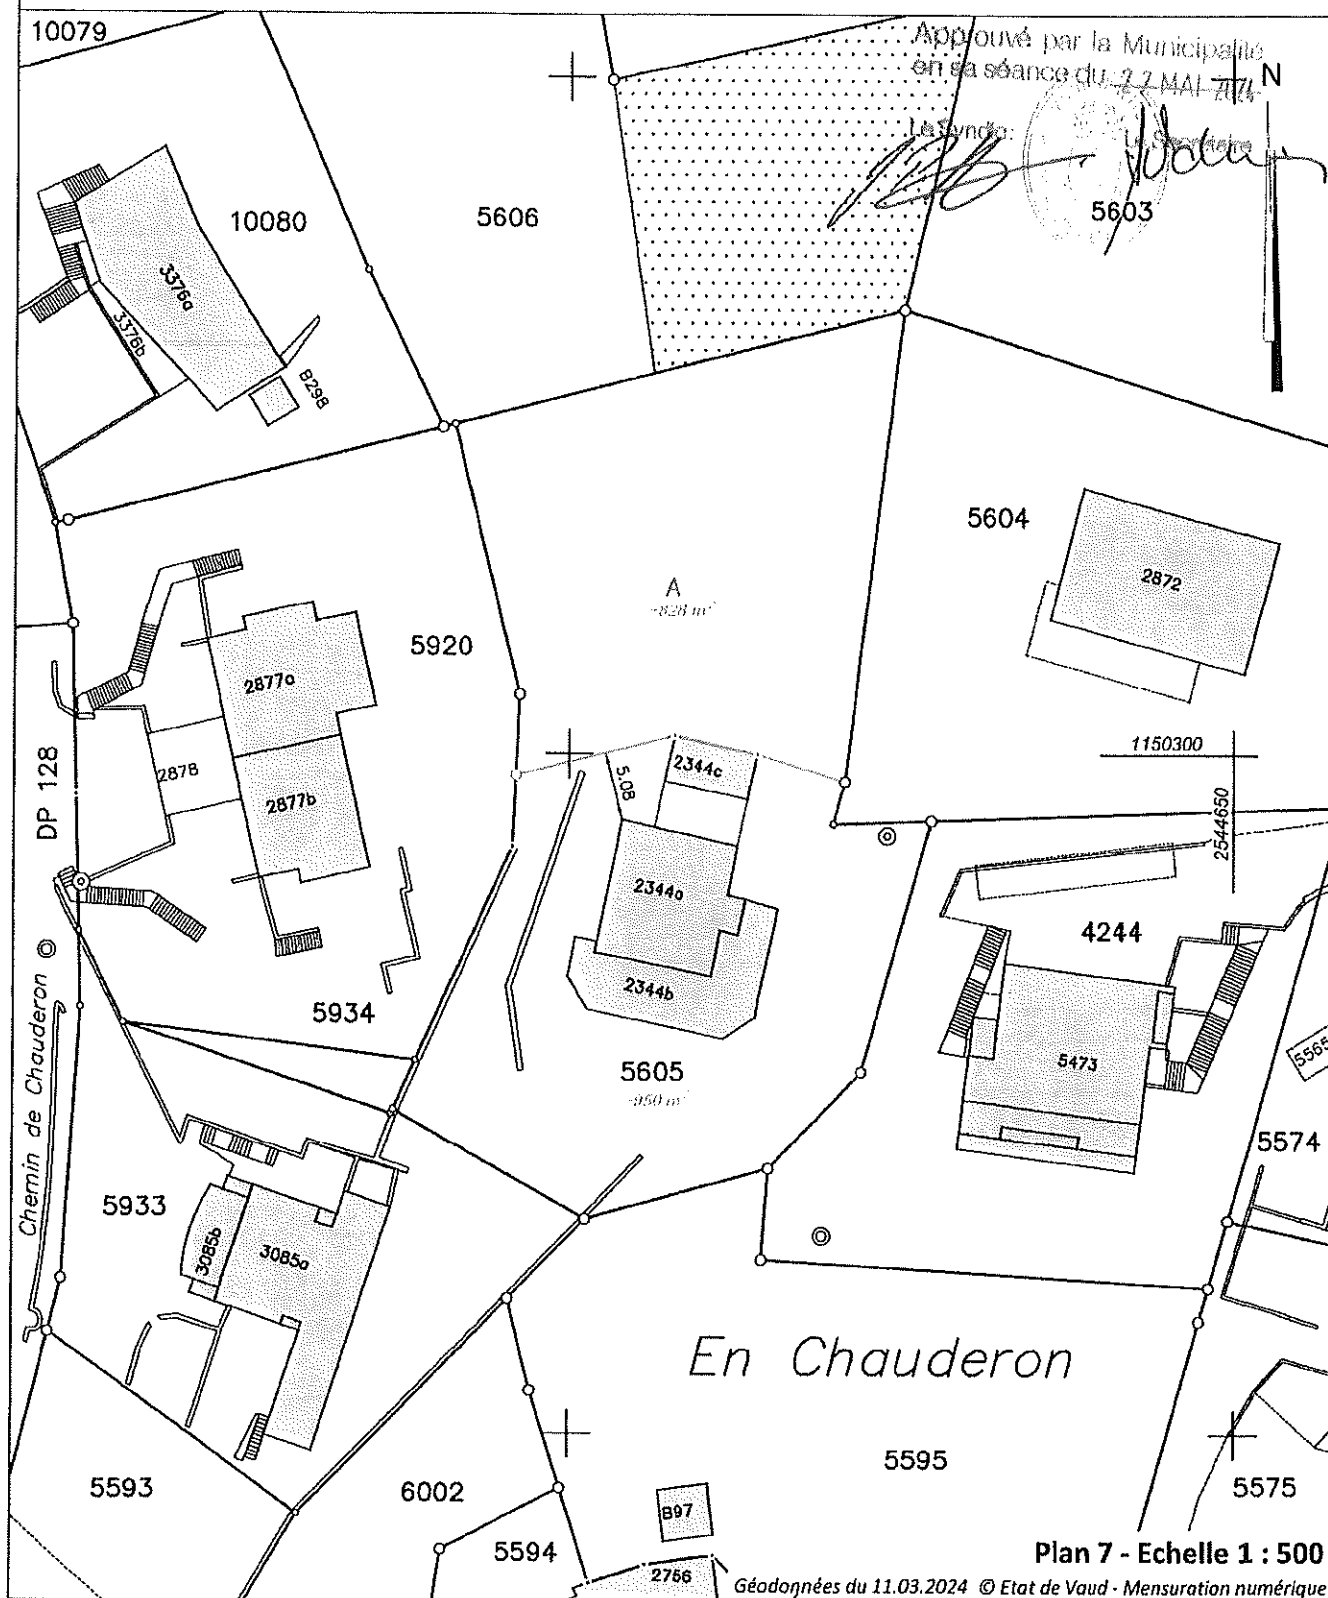 10079
Approuvé par la Municipalité
en sa séance du 22 MAI 2024
N
Le Syndic:
Le Secrétaire
10080
5606
5603
3376a
3376b
B298
5604
2872
A
~828 m²
5920
2877a
1150300
2544650
DP 128
2878
2877b
5.08
2344c
2344a
2344b
4244
5934
5473
5565
Chemin de Chauderon
5605
~950 m²
5574
5933
3085b
3085a
En Chauderon
5593
6002
5595
5575
B97
5594
2756
Plan 7 - Echelle 1 : 500
Géodonnées du 11.03.2024 © Etat de Vaud - Mensuration numérique